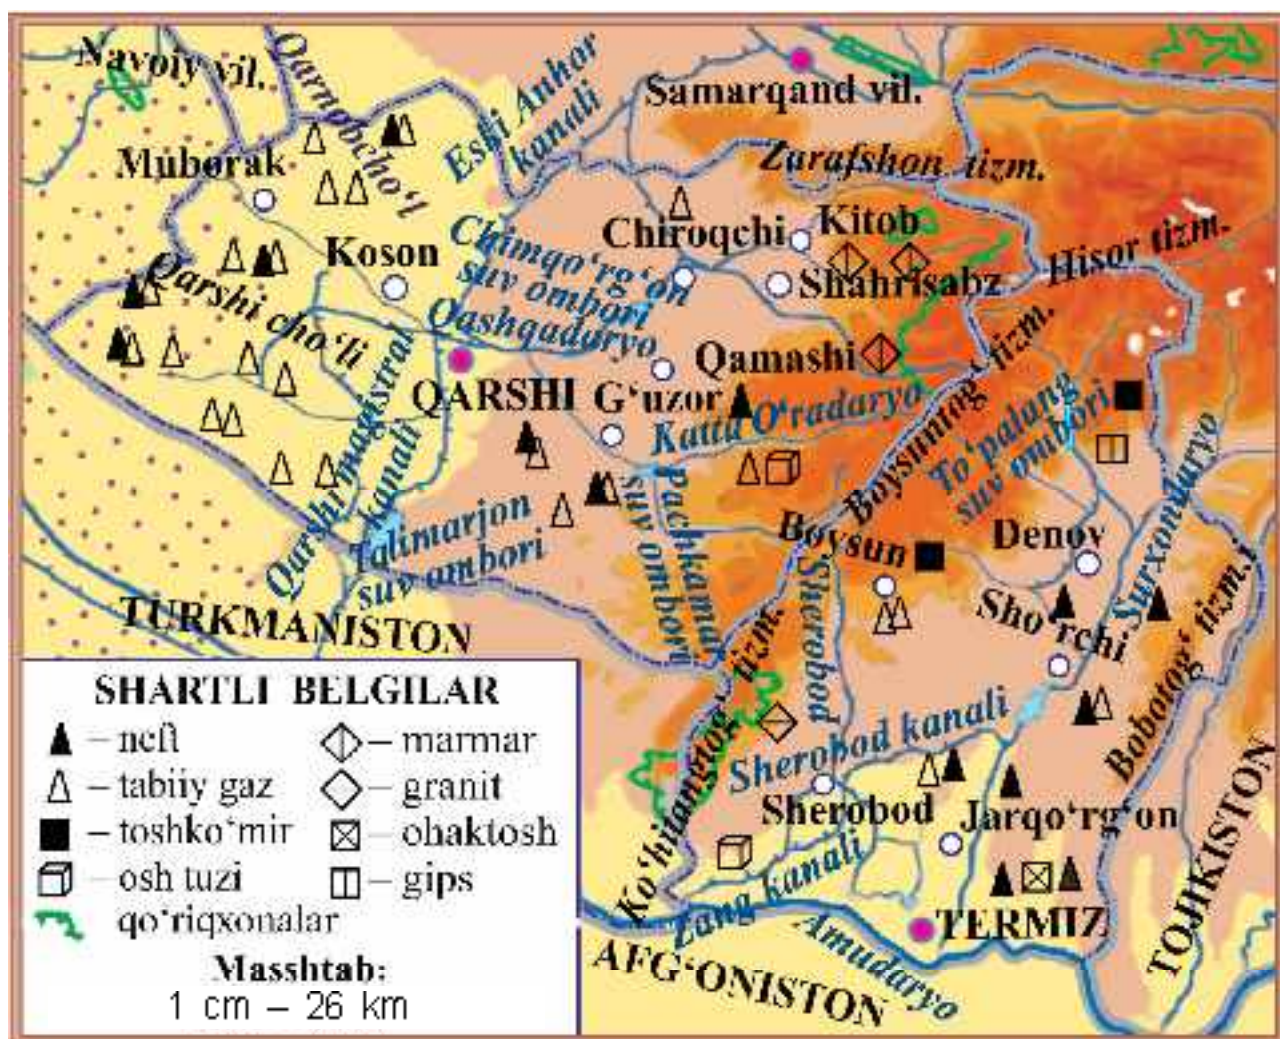 Navoiy vil.
Qarnobcho‘l
Eski Anhor
kanali
Samarqand vil.
Muborak
Zarafshon tizm.
Chiroqchi
Kitob
Hisor tizm.
Koson
Chimqo‘rg‘on
suv ombori
Shahrisabz
Qarshi cho‘li
Qashqadaryo
Qamashi
QARSHI
G‘uzor
Katta O‘radaryo
Boysuntog‘ tizm.
To‘palang
suv ombori
Qarshi magistral
kanali
Talimarjon
suv ombori
Pachkamar
suv ombori
Boysun
Denov
Surxondaryo
Sho‘rchi
TURKMANISTON
Sherobod
Ko‘hitangtog‘ tizm.
Bobotog‘ tizm.
Sherobod kanali
Sherobod
Jarqo‘rg‘on
Zang kanali
TERMIZ
Amudaryo
AFG‘ONISTON
TOJIKISTON
SHARTLI BELGILAR
– neft
– marmar
– tabiiy gaz
– granit
– toshko‘mir
– ohaktosh
– osh tuzi
– gips
qo‘riqxonalar
Masshtab:
1 cm – 26 km